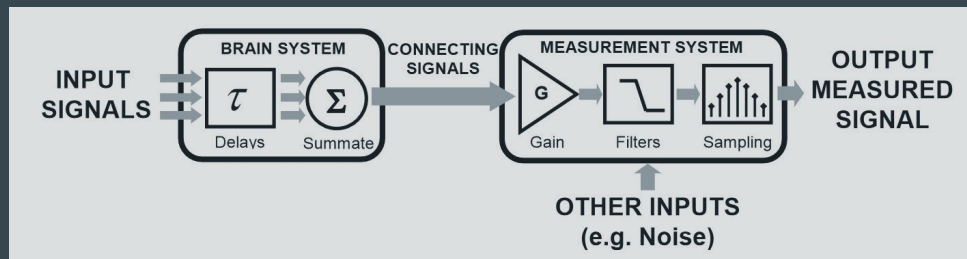 INPUT
SIGNALS
BRAIN SYSTEM
τ
Delays
Σ
Summate
CONNECTING
SIGNALS
MEASUREMENT SYSTEM
G
Gain
Filters
Sampling
OUTPUT
MEASURED
SIGNAL
OTHER INPUTS
(e.g. Noise)